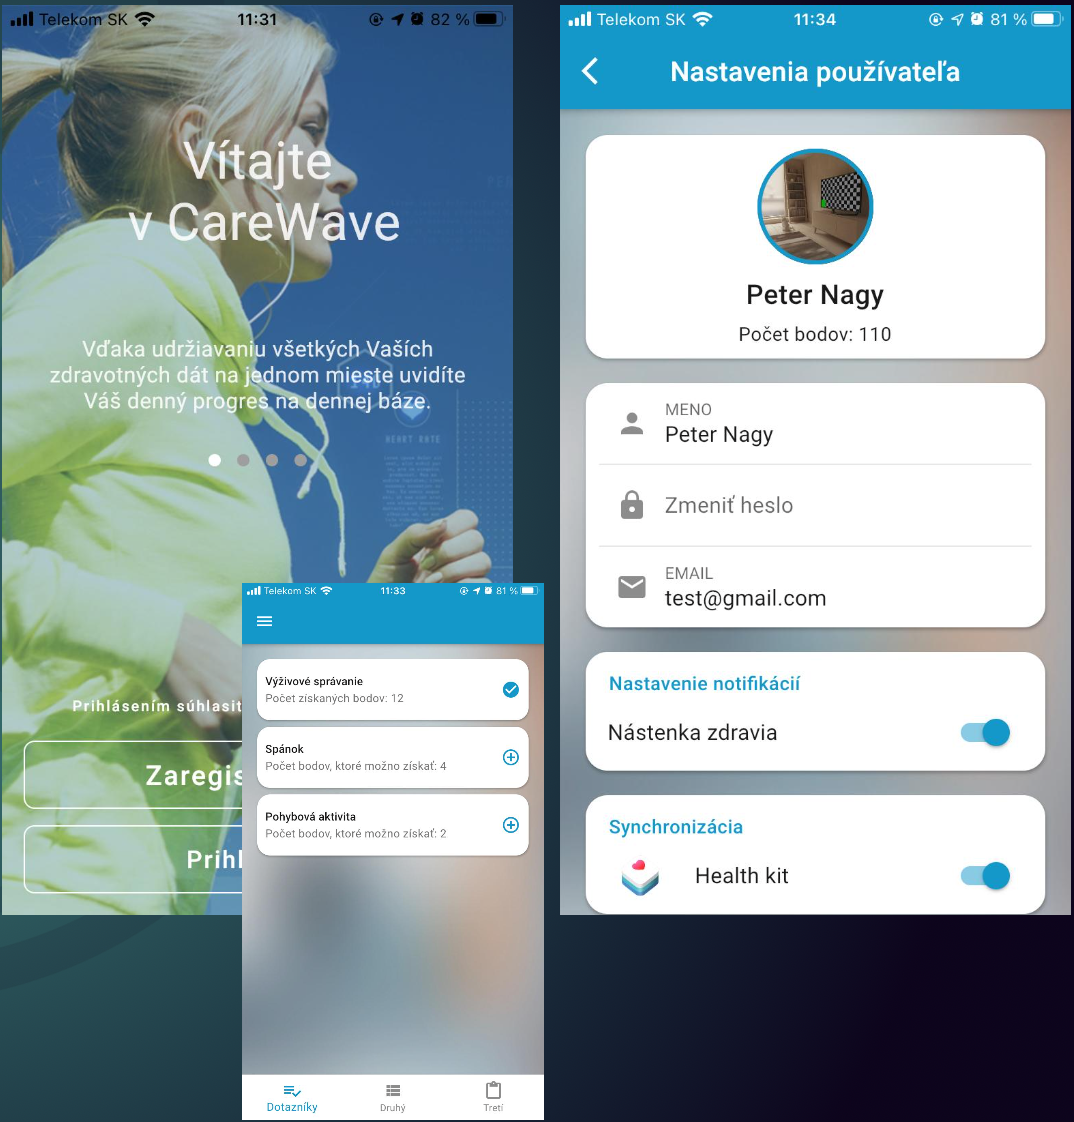 Telekom SK
11:31
82 %
Vítajte
v CareWave
Vďaka udržiavaniu všetkých Vaších
zdravotných dát na jednom mieste uvidíte
Váš denný progres na dennej báze.
HEART RATE
Prihlásením súhlasit
Zaregis
Prihl
Telekom SK
11:33
81 %
Výživové správanie
Počet získaných bodov: 12
Spánok
Počet bodov, ktoré možno získať: 4
Pohybová aktivita
Počet bodov, ktoré možno získať: 2
Dotazníky
Druhý
Tretí
Telekom SK
11:34
81 %
Nastavenia používateľa
Peter Nagy
Počet bodov: 110
MENO
Peter Nagy
Zmeniť heslo
EMAIL
test@gmail.com
Nastavenie notifikácií
Nástenka zdravia
Synchronizácia
Health kit